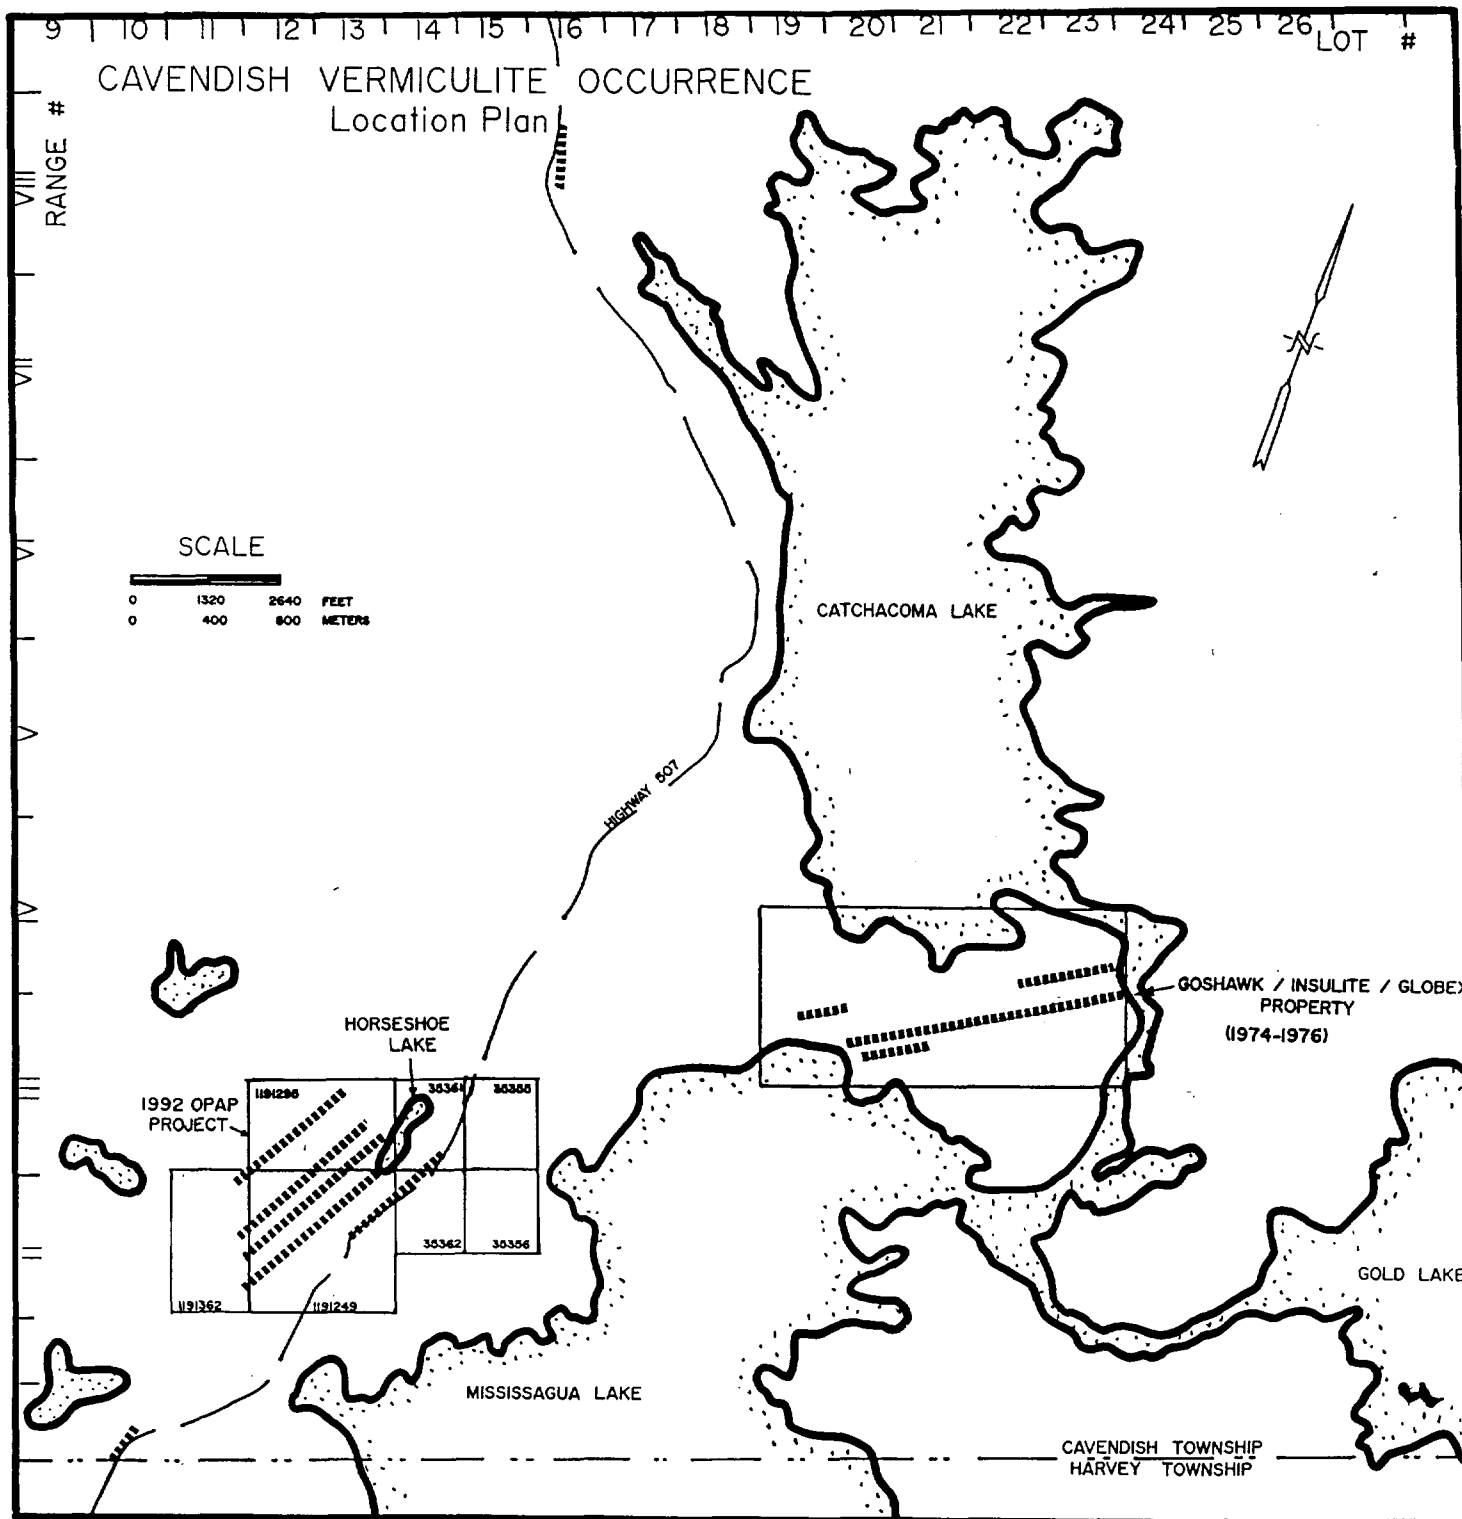 9 10 11 12 13 14 15 16 17 18 19 20 21 22 23 24 25 26 LOT #
CAVENDISH VERMICULITE OCCURRENCE
Location Plan
RANGE #
VIII
VII
VI
V
IV
III
II
SCALE
0 1320 2640 FEET
0 400 800 METERS
N
CATCHACOMA LAKE
HIGHWAY 507
GOSHAWK / INSULITE / GLOBEX
PROPERTY
(1974-1976)
HORSESHOE
LAKE
1992 OPAP
PROJECT
1191295
35361
35355
35362
35356
1191362
1191249
GOLD LAKE
MISSISSAGUA LAKE
CAVENDISH TOWNSHIP
HARVEY TOWNSHIP